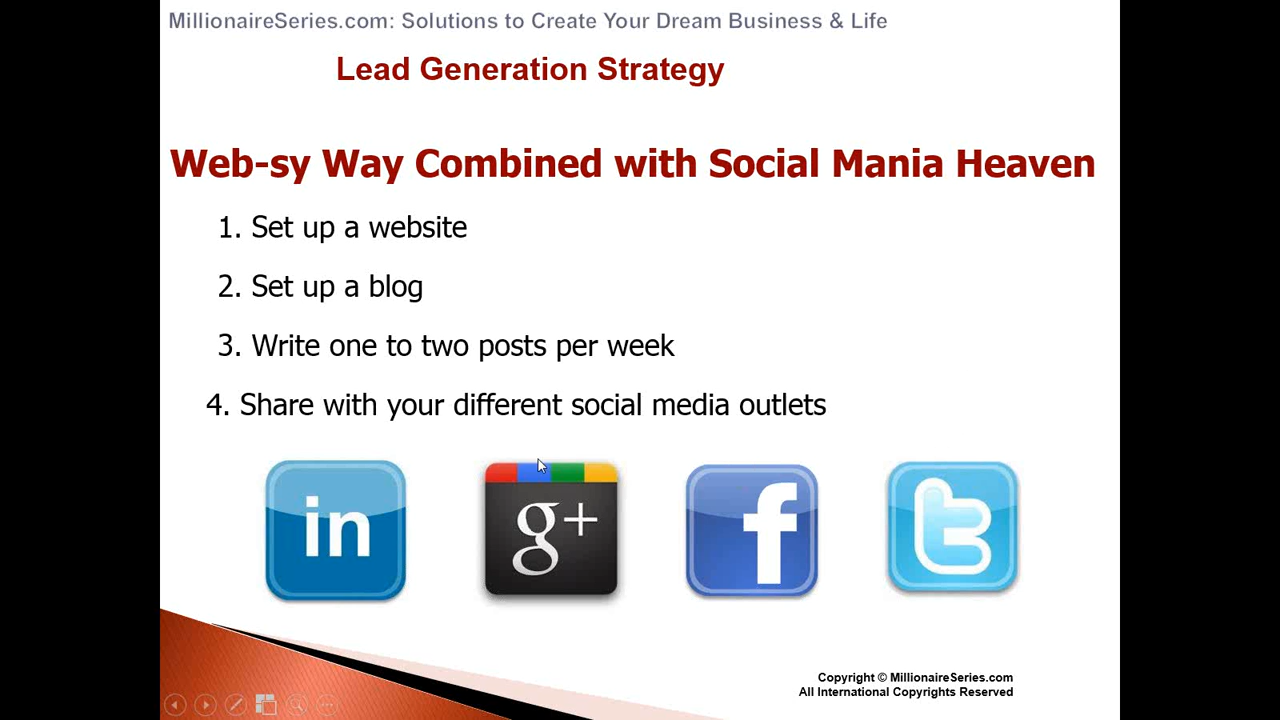 MillionaireSeries.com: Solutions to Create Your Dream Business & Life
Lead Generation Strategy
Web-sy Way Combined with Social Mania Heaven
1. Set up a website
2. Set up a blog
3. Write one to two posts per week
4. Share with your different social media outlets
in
g+
f
t
Copyright © MillionaireSeries.com
All International Copyrights Reserved